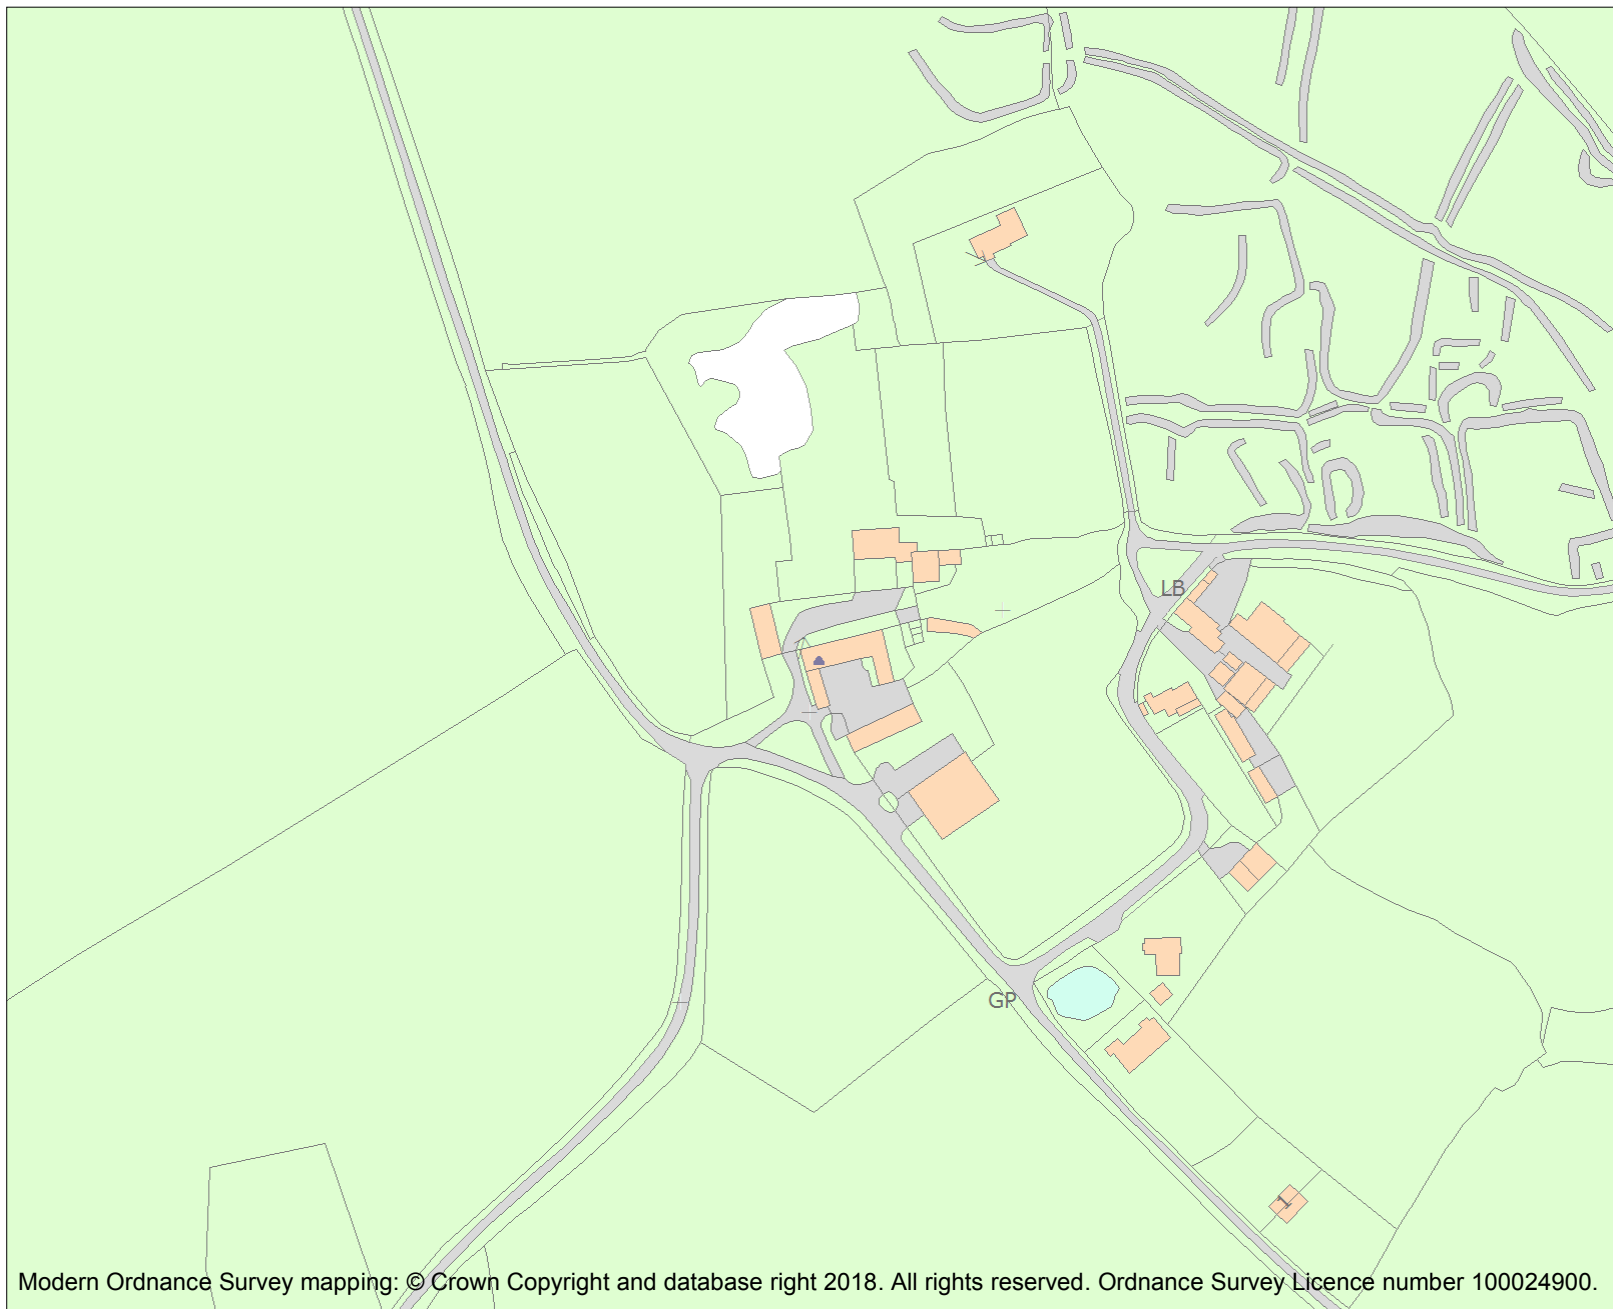 LB
GP
1
Modern Ordnance Survey mapping: © Crown Copyright and database right 2018. All rights reserved. Ordnance Survey Licence number 100024900.